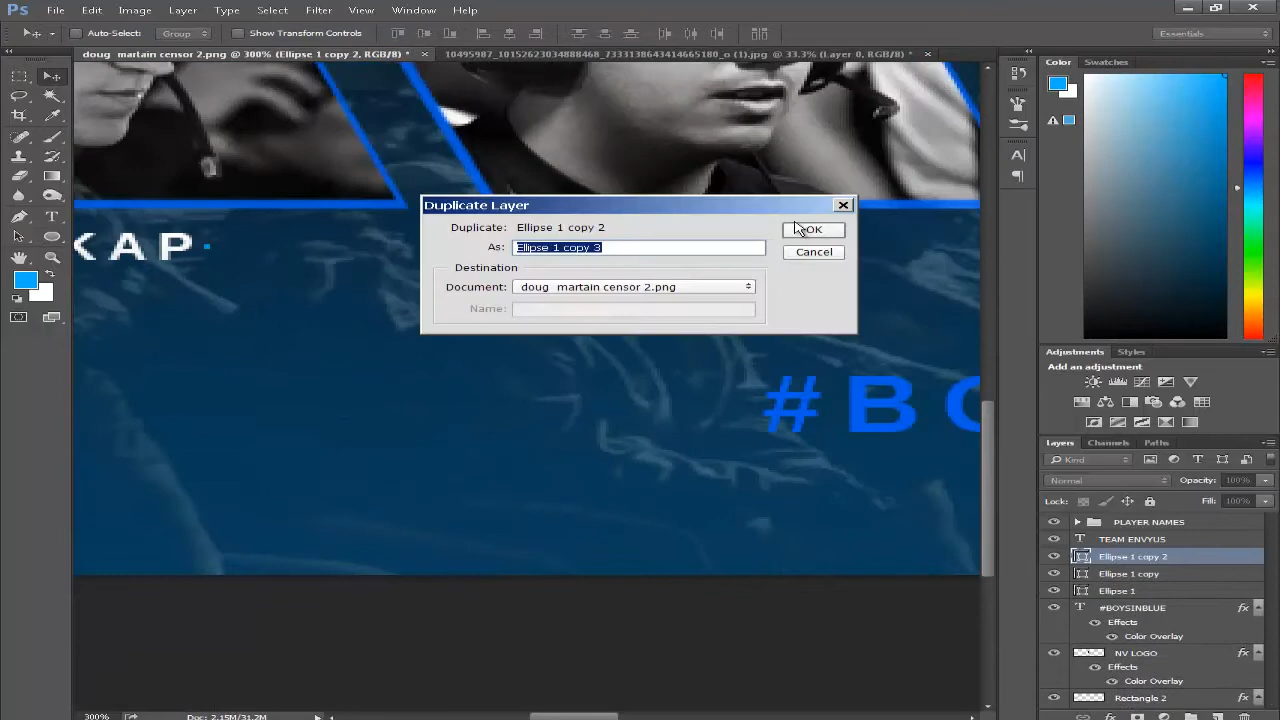 Ps File Edit Image Layer Type Select Filter View Window Help
Auto-Select: Group Show Transform Controls Essentials
doug martain censor 2.png @ 300% (Ellipse 1 copy 2, RGB/8) * × 10495987_10152623034888468_7333138643414665180_o (1).jpg @ 33.3% (Layer 0, RGB/8) * ×
Color Swatches
KAP
#BO
Duplicate Layer
Duplicate: Ellipse 1 copy 2
As: Ellipse 1 copy 3
OK
Cancel
Destination
Document: doug martain censor 2.png
Name:
Adjustments Styles
Add an adjustment
Layers Channels Paths
Kind
Normal Opacity: 100%
Lock: Fill: 100%
PLAYER NAMES
TEAM ENVYUS
Ellipse 1 copy 2
Ellipse 1 copy
Ellipse 1
#BOYSINBLUE fx
Effects
Color Overlay
NV LOGO fx
Effects
Color Overlay
Rectangle 2
300% Doc: 2.15M/31.2M